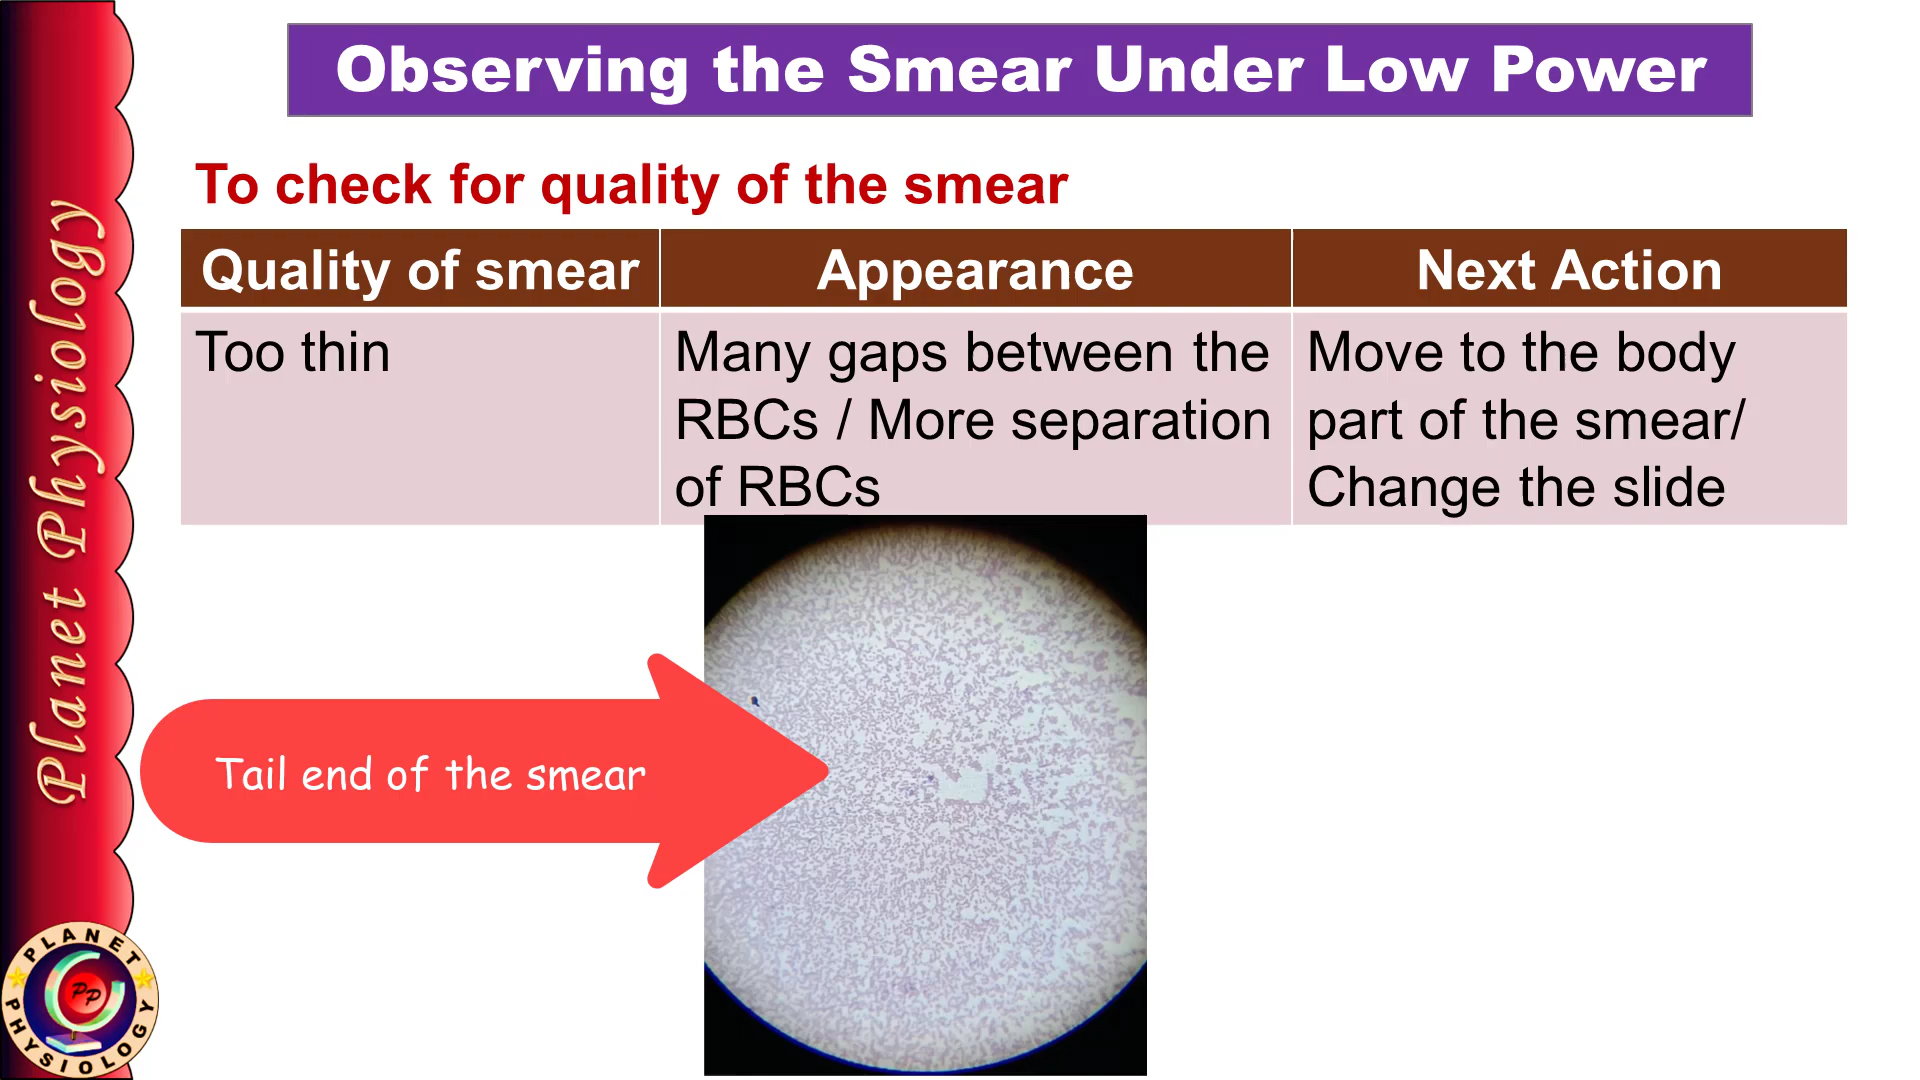 Observing the Smear Under Low Power
To check for quality of the smear
Quality of smear
Appearance
Next Action
Too thin
Many gaps between the
RBCs / More separation
of RBCs
Move to the body
part of the smear/
Change the slide
Tail end of the smear
Planet Physiology
PLANET
PP
PHYSIOLOGY